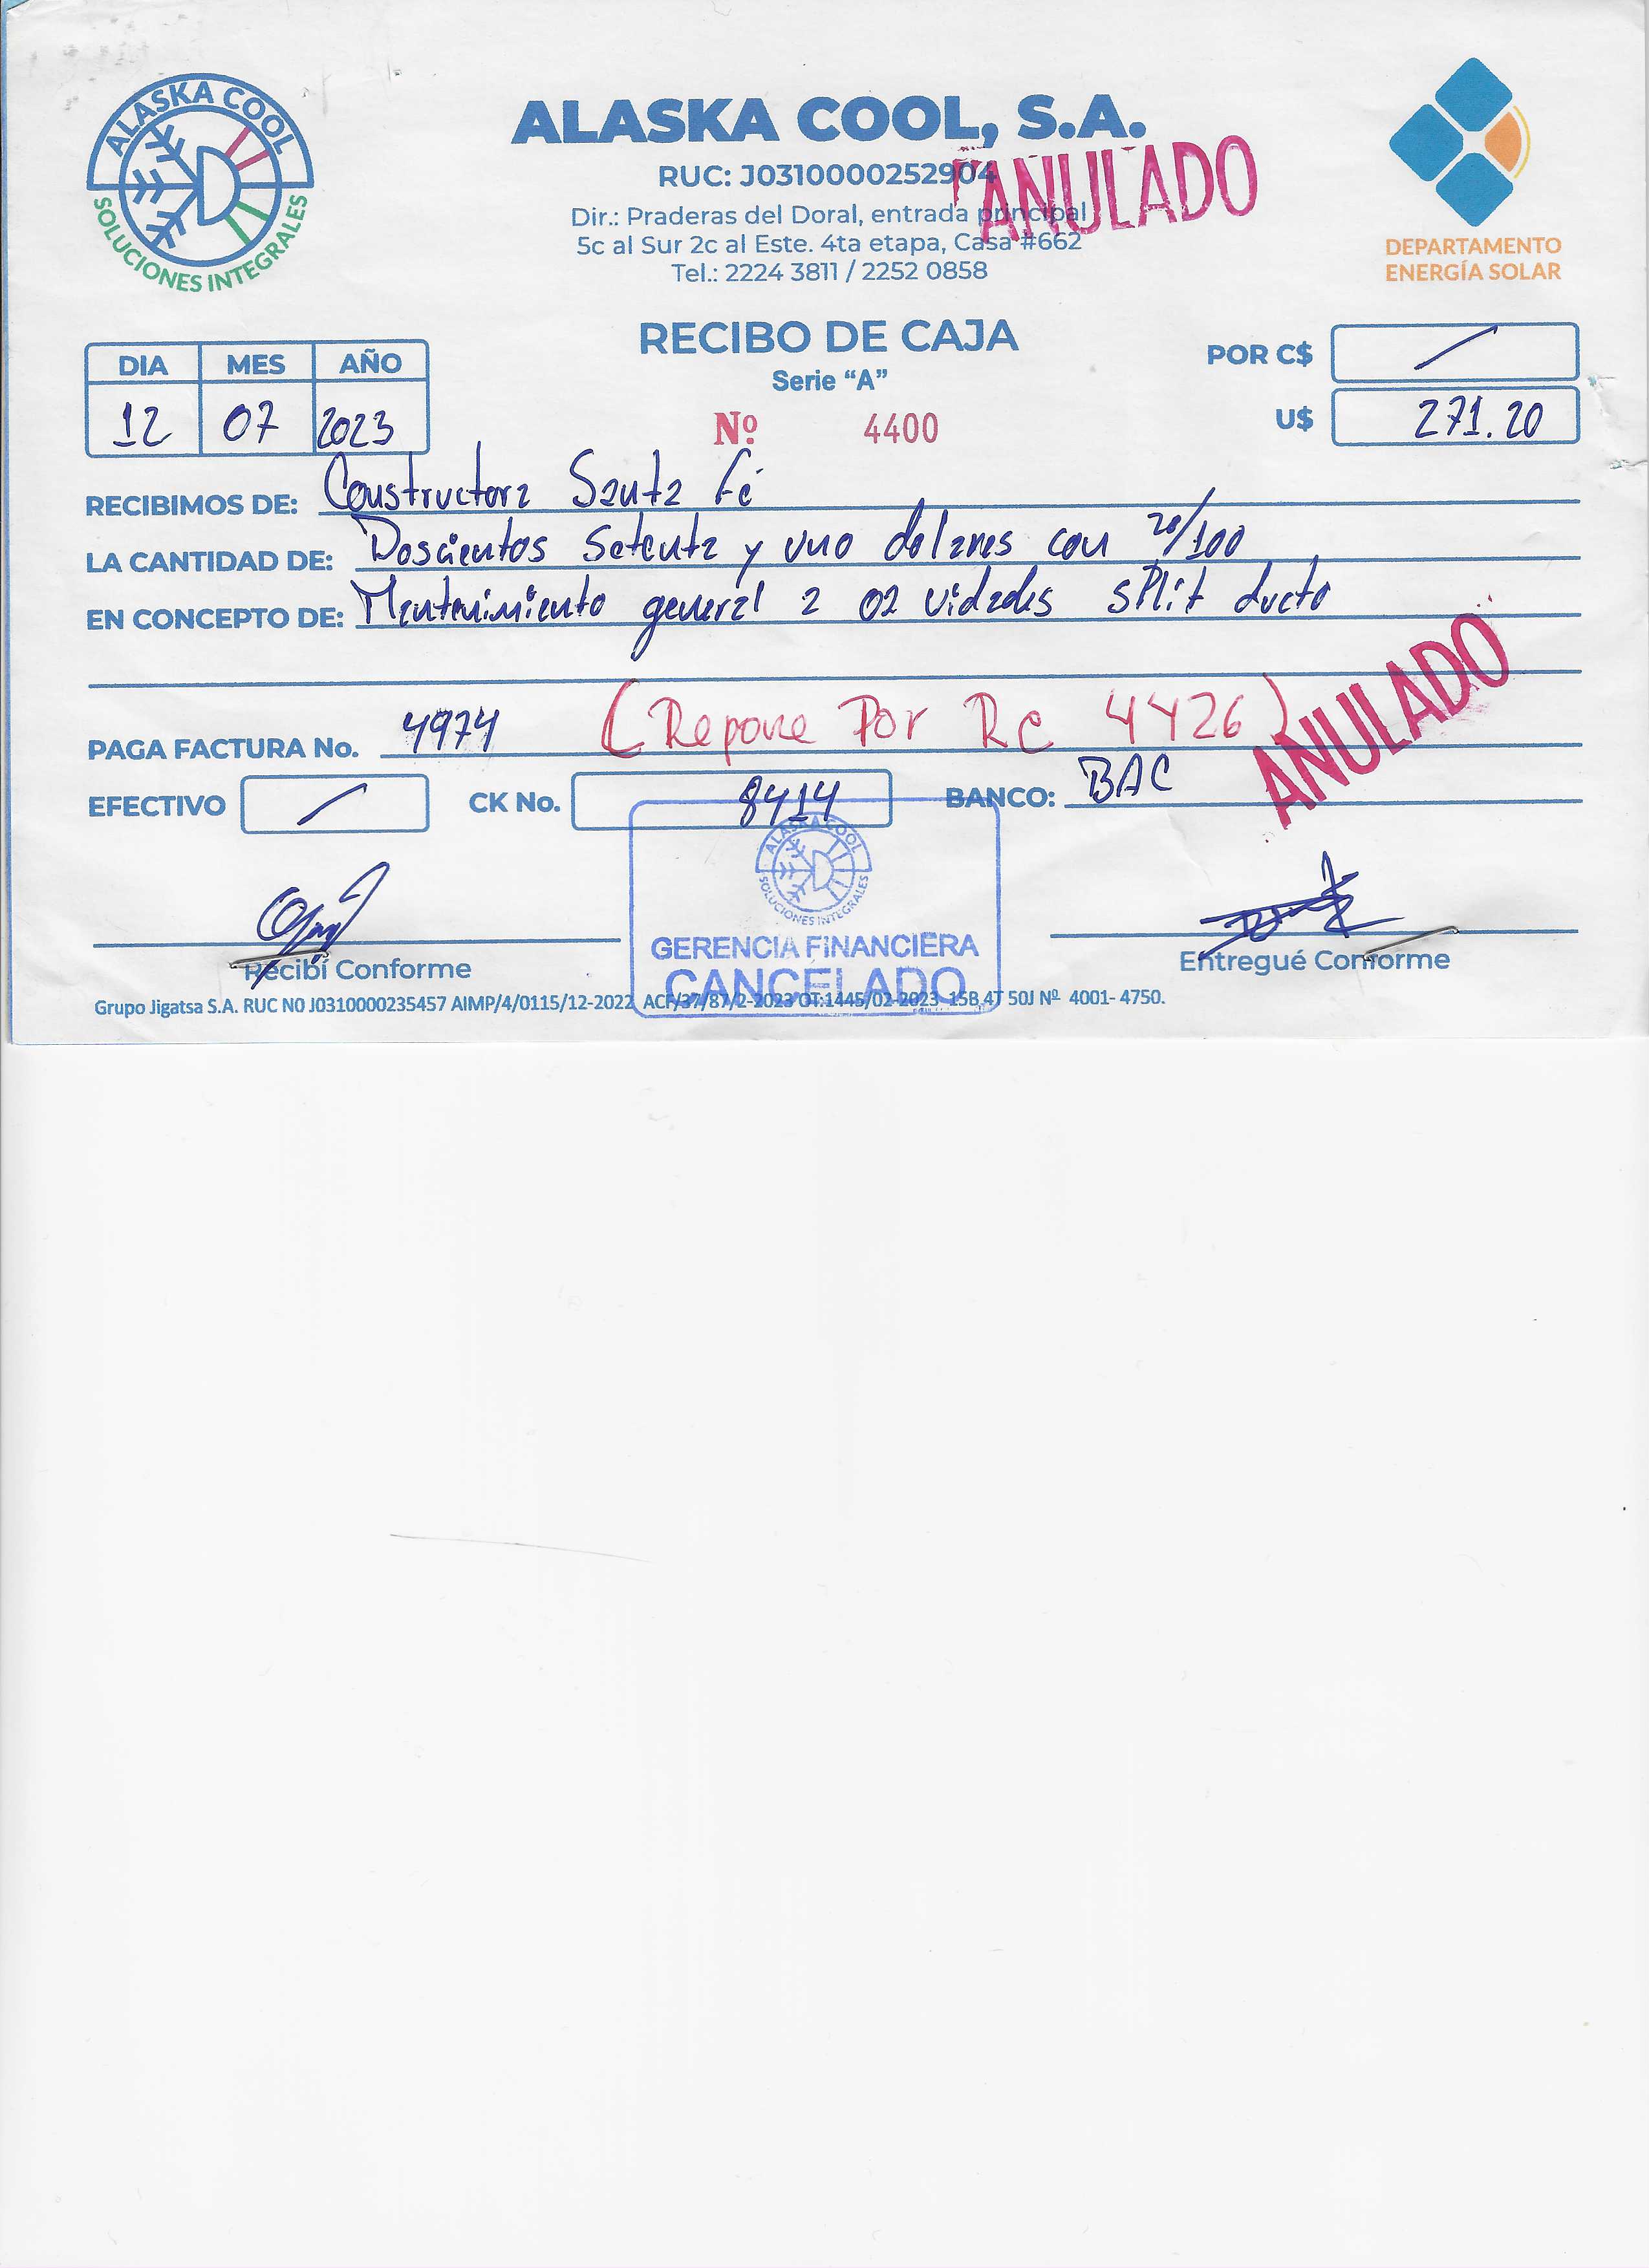 ALASKA COOL
SOLUCIONES INTEGRALES
ALASKA COOL, S.A.
RUC: J0310000252904
ANULADO
Dir.: Praderas del Doral, entrada principal
5c al Sur 2c al Este. 4ta etapa, Casa #662
Tel.: 2224 3811 / 2252 0858
DEPARTAMENTO
ENERGÍA SOLAR
RECIBO DE CAJA
Serie “A”
Nº 4400
DIA MES AÑO
12 07 2023
POR C$ /
U$ 271.20
RECIBIMOS DE: Constructora Santa Fé
LA CANTIDAD DE: Doscientos Setenta y uno dolares con 20/100
EN CONCEPTO DE: Mantenimiento general a 02 Uidades split ducto
PAGA FACTURA No. 4974 (Repone Por Rc 4426)
ANULADO
EFECTIVO / CK No. 8414 BANCO: BAC
ALASKA COOL
SOLUCIONES INTEGRALES
GERENCIA FINANCIERA
CANCELADO
Recibí Conforme
Entregué Conforme
Grupo Jigatsa S.A. RUC N0 J0310000235457 AIMP/4/0115/12-2022 ACF/37/87/2-2023 OT:1445/02-2023 15B 4T 50J Nº 4001- 4750.